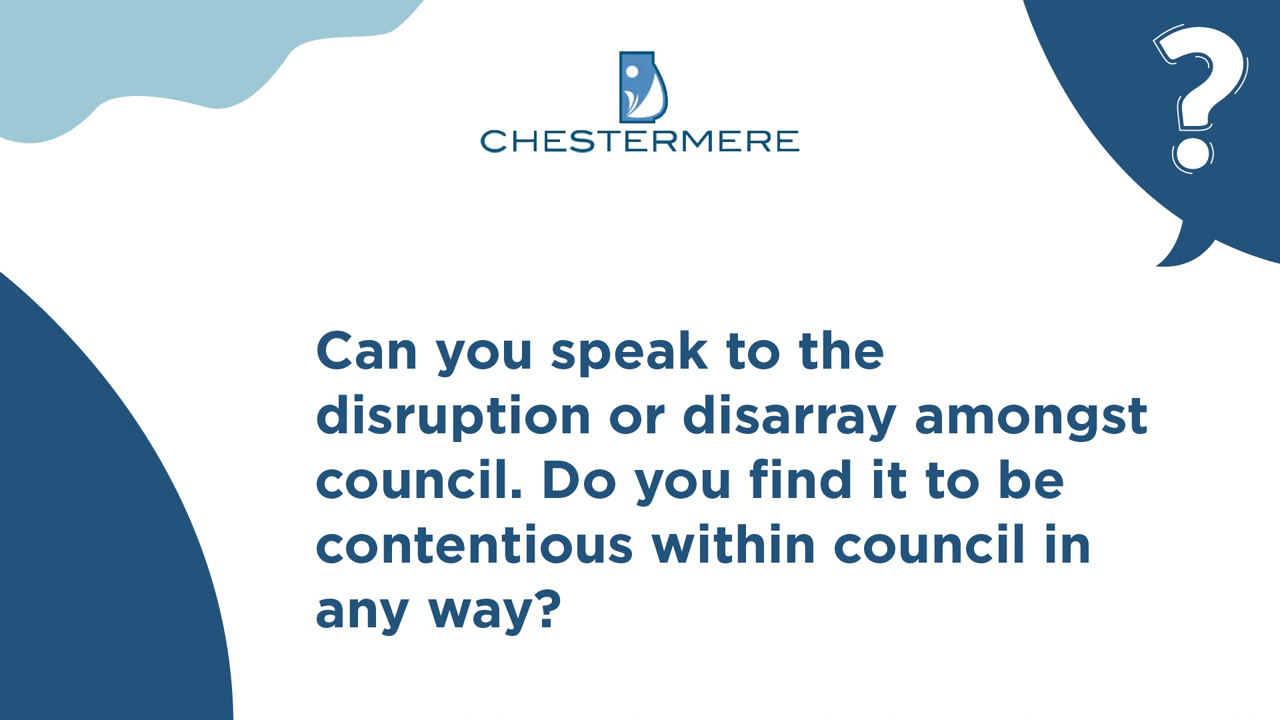 CHESTERMERE
?
Can you speak to the
disruption or disarray amongst
council. Do you find it to be
contentious within council in
any way?